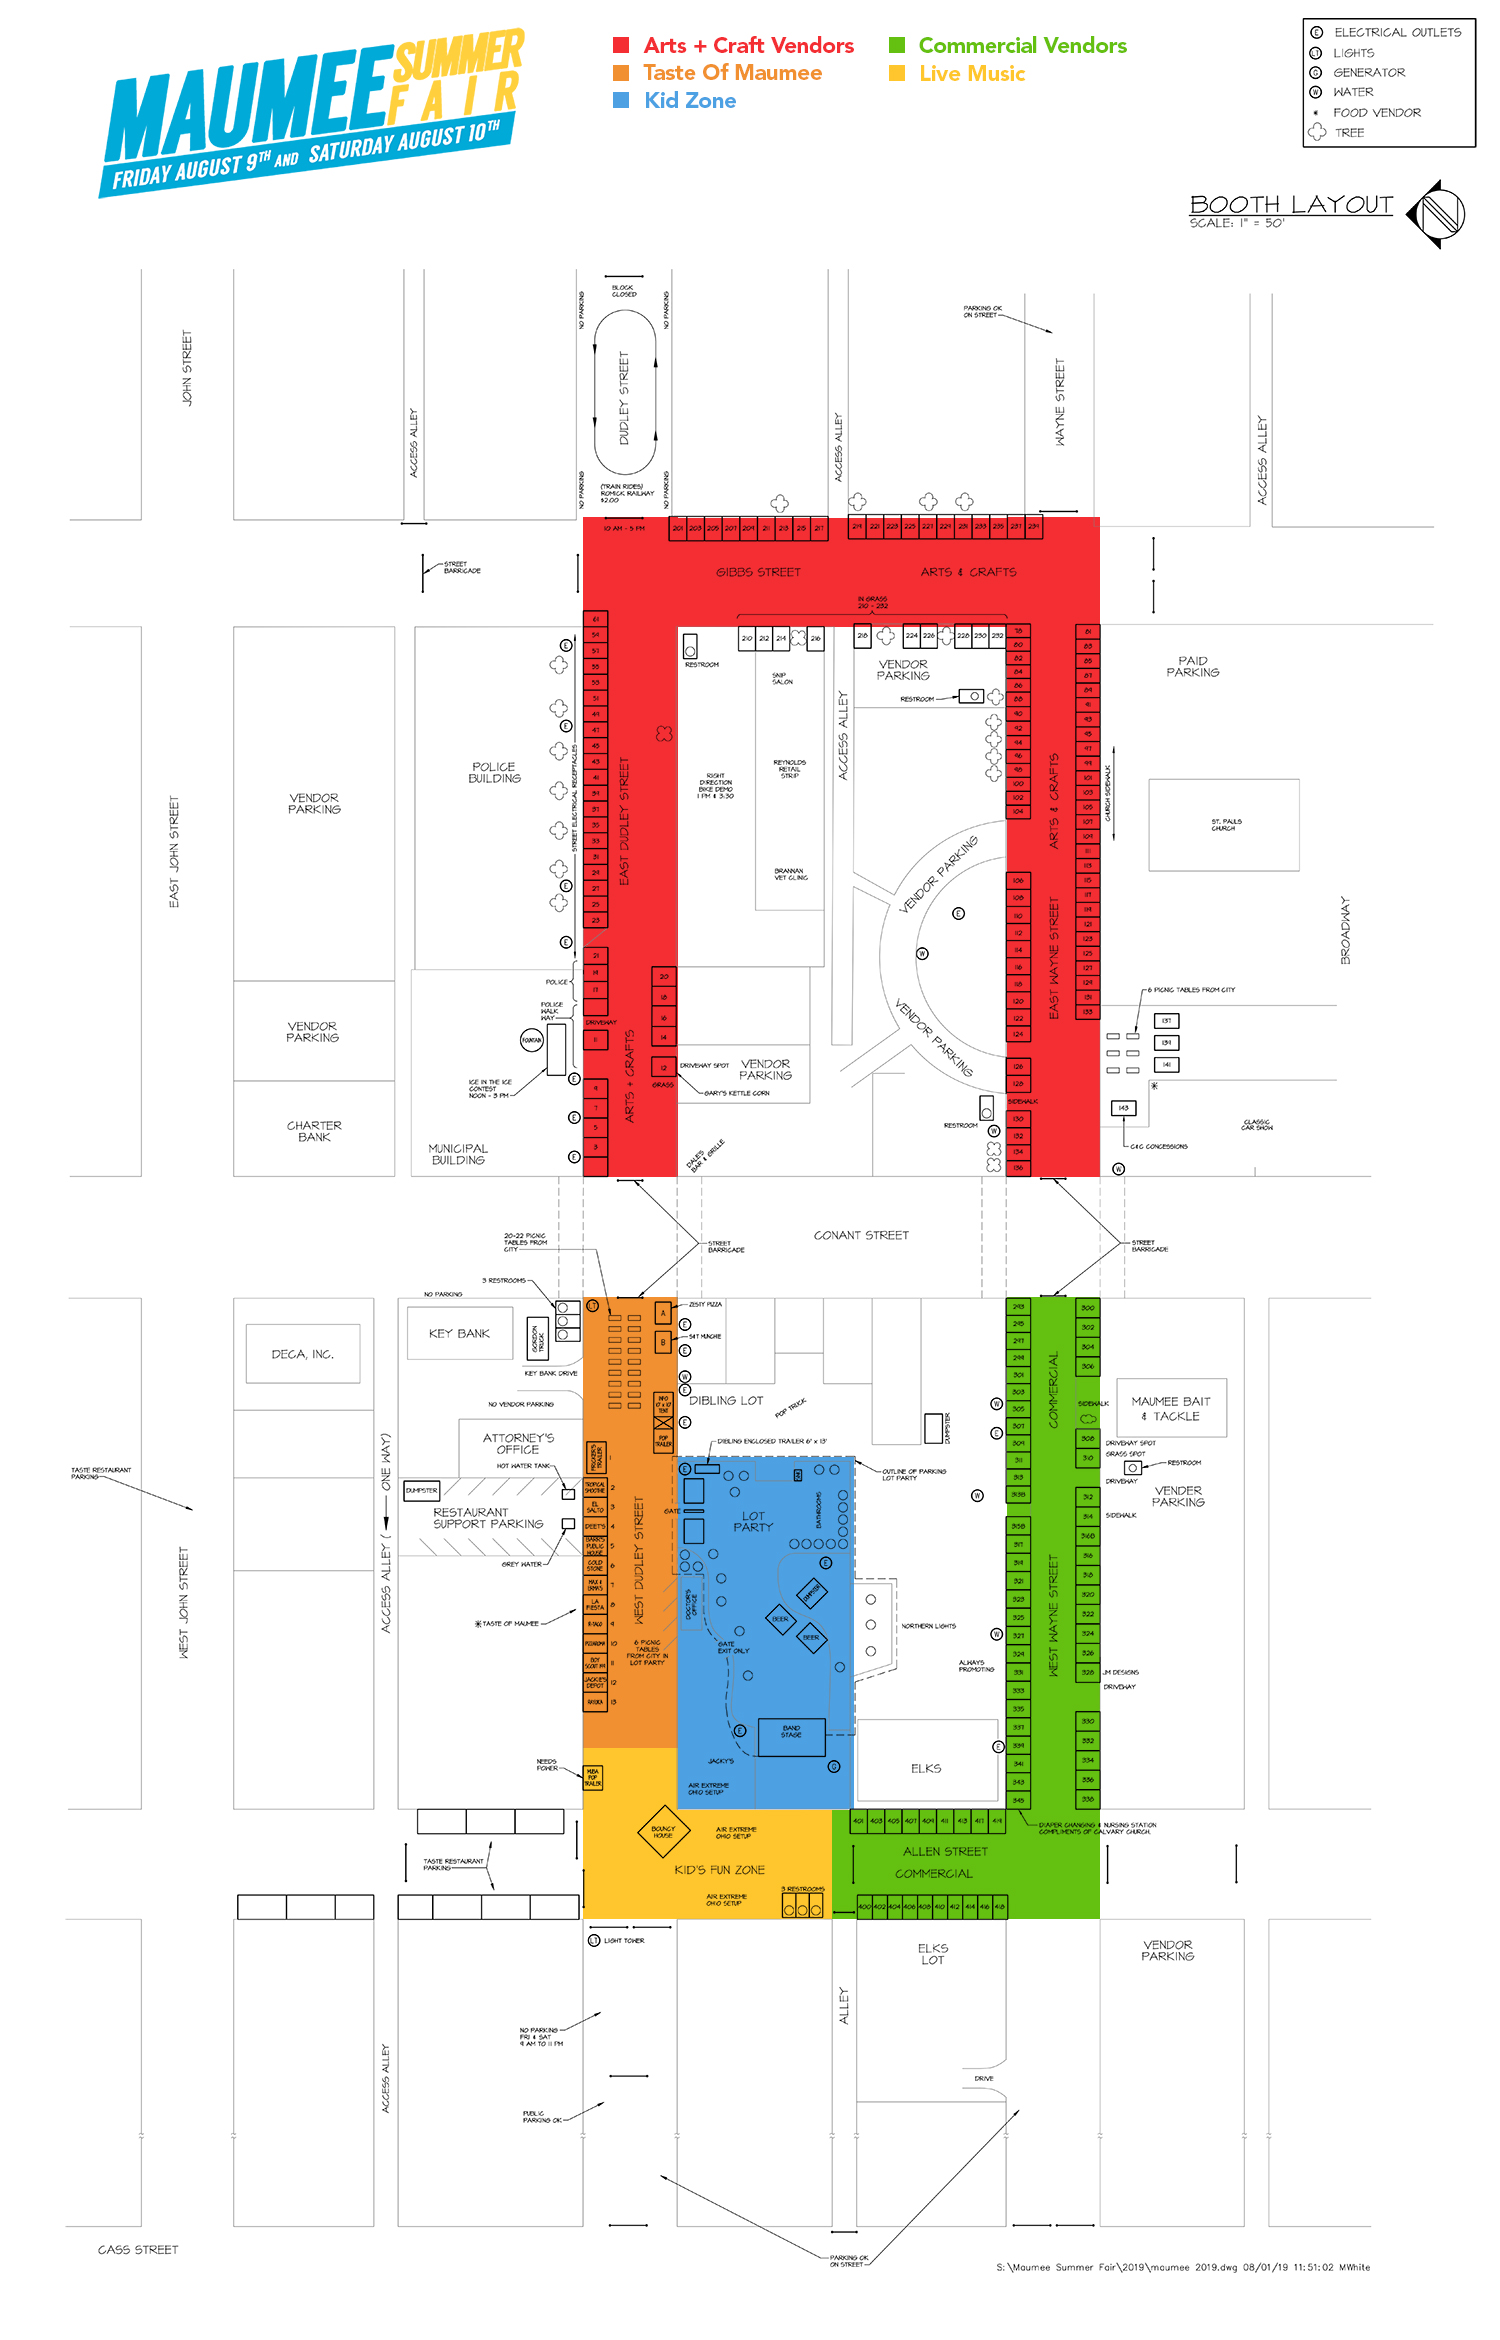 MAUMEE SUMMER
FAIR
FRIDAY AUGUST 9TH AND SATURDAY AUGUST 10TH
Arts + Craft Vendors
Taste Of Maumee
Kid Zone
Commercial Vendors
Live Music
E ELECTRICAL OUTLETS
LT LIGHTS
G GENERATOR
W WATER
* FOOD VENDOR
TREE
BOOTH LAYOUT
SCALE: 1" = 50'
BLOCK
CLOSED
NO PARKING
NO PARKING
JOHN STREET
ACCESS ALLEY
DUDLEY STREET
ACCESS ALLEY
PARKING OK
ON STREET
WAYNE STREET
ACCESS ALLEY
NO PARKING
NO PARKING
(TRAIN RIDES)
ROMICK RAILWAY
$2.00
10 AM - 5 PM
201 203 205 207 209 211 213 215 217
219 221 223 225 227 229 231 233 235 237 239
STREET
BARRICADE
GIBBS STREET
ARTS & CRAFTS
IN GRASS
210 - 232
210 212 214 216
218 224 226 228 230 232
RESTROOM
SNIP
SALON
VENDOR
PARKING
RESTROOM
PAID
PARKING
61 59 57 55 53 51 49 47 45 43 41 39 37 35 33 31 29 27 25 23
21 19 17
11
9 7 5 3
78 80 82 84 86 88 90 92 94 96 98 100 102 104
106 108 110 112 114 116 118 120 122 124
126 128
130 132 134 136
81 83 85 87 89 91 93 95 97 99 101 103 105 107 109 111 113 115 117 119 121 123 125 127 129 131 133
POLICE
BUILDING
STREET ELECTRICAL RECEPTACLES
EAST DUDLEY STREET
RIGHT
DIRECTION
BIKE DEMO
1 PM & 3:30
REYNOLDS
RETAIL
STRIP
BRANNAN
VET CLINIC
ACCESS ALLEY
ARTS & CRAFTS
CHURCH SIDEWALK
ST. PAULS
CHURCH
EAST JOHN STREET
VENDOR
PARKING
VENDOR PARKING
EAST WAYNE STREET
BROADWAY
POLICE
POLICE
WALK
WAY
DRIVEWAY
20 18 16 14
12
DRIVEWAY SPOT
GRASS
GARY'S KETTLE CORN
VENDOR
PARKING
VENDOR PARKING
6 PICNIC TABLES FROM CITY
137
139
141
143
C&C CONCESSIONS
CLASSIC
CAR SHOW
VENDOR
PARKING
FOUNTAIN
ICE IN THE ICE
CONTEST
NOON - 3 PM
ARTS + CRAFTS
CHARTER
BANK
MUNICIPAL
BUILDING
DALE'S
BAR & GRILLE
RESTROOM
SIDEWALK
20-22 PICNIC
TABLES FROM
CITY
STREET
BARRICADE
CONANT STREET
STREET
BARRICADE
3 RESTROOMS
NO PARKING
KEY BANK
GORDON
TRUCK
KEY BANK DRIVE
DECA, INC.
NO VENDOR PARKING
ATTORNEY'S
OFFICE
HOT WATER TANK
DUMPSTER
RESTAURANT
SUPPORT PARKING
GREY WATER
TASTE RESTAURANT
PARKING
WEST JOHN STREET
ACCESS ALLEY ( ONE WAY)
* TASTE OF MAUMEE
LT
A ZESTY PIZZA
B
INFO
10' x 10'
TENT
POP
TRAILER
DIBLING LOT
POP TRUCK
DUMPSTER
DIBLING ENCLOSED TRAILER 6' x 13'
OUTLINE OF PARKING
LOT PARTY
1
TROPICAL
SMOOTHIE 2
EL
SALTO 3
DEET'S 4
PUBLIC
HOUSE 5
COLD
STONE 6
MAX &
ERMAS 7
LA
FIESTA 8
9
10
BOY
SCOUT 11
JACKIE'S
DEPOT 12
13
WEST DUDLEY STREET
6 PICNIC
TABLES
FROM CITY IN
LOT PARTY
GATE
LOT
PARTY
BATHROOMS
DOCTOR'S
OFFICE
DUMPSTER
BEER
BEER
GATE
EXIT ONLY
NORTHERN LIGHTS
BAND
STAGE
JACKY'S
AIR EXTREME
OHIO SETUP
ALWAYS
PROMOTING
ELKS
293 295 297 299 301 303 305 307 309 311 313 313B
315B 317 319 321 323 325 327 329 331 333 335 337 339 341 343 345
300 302 304 306
308 310
312 314 316B 316 318 320 322 324 326 328
330 332 334 336 338
COMMERCIAL
SIDEWALK
MAUMEE BAIT
& TACKLE
DRIVEWAY SPOT
GRASS SPOT
RESTROOM
DRIVEWAY
VENDER
PARKING
SIDEWALK
WEST WAYNE STREET
JM DESIGNS
DRIVEWAY
NEEDS
POWER
MBA
POP
TRAILER
BOUNCY
HOUSE
AIR EXTREME
OHIO SETUP
KID'S FUN ZONE
AIR EXTREME
OHIO SETUP
3 RESTROOMS
401 403 405 407 409 411 413 417 419
ALLEN STREET
COMMERCIAL
400 402 404 406 408 410 412 414 416 418
DIAPER CHANGING & NURSING STATION
COMPLIMENTS OF CALVARY CHURCH.
TASTE RESTAURANT
PARKING
LT LIGHT TOWER
ELKS
LOT
VENDOR
PARKING
NO PARKING
FRI & SAT
9 AM TO 11 PM
ALLEY
ACCESS ALLEY
DRIVE
PUBLIC
PARKING OK
CASS STREET
PARKING OK
ON STREET
S:\Maumee Summer Fair\2019\maumee 2019.dwg 08/01/19 11:51:02 MWhite